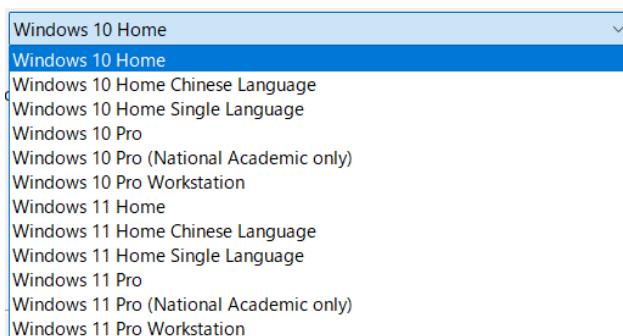 Windows 10 Home
Windows 10 Home
Windows 10 Home Chinese Language
Windows 10 Home Single Language
Windows 10 Pro
Windows 10 Pro (National Academic only)
Windows 10 Pro Workstation
Windows 11 Home
Windows 11 Home Chinese Language
Windows 11 Home Single Language
Windows 11 Pro
Windows 11 Pro (National Academic only)
Windows 11 Pro Workstation